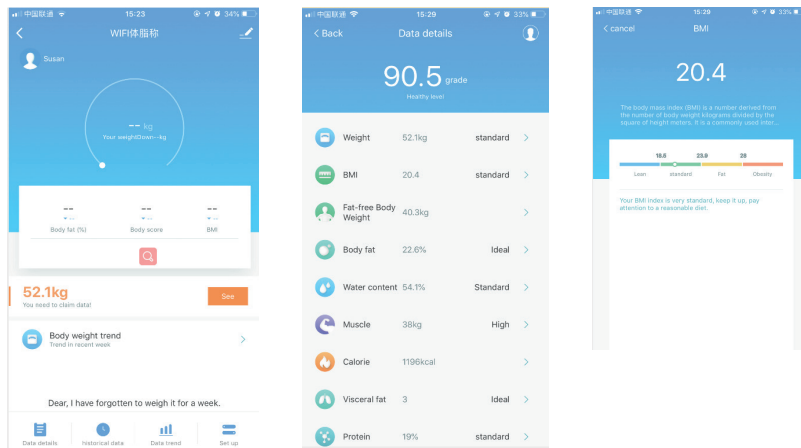 中国联通 15:23 34%
WIFI体脂称
Susan
-- kg
Your weightDown--kg
-- -- --
-- -- --
Body fat (%) Body score BMI
52.1kg
You need to claim data!
See
Body weight trend
Trend in recent week
Dear, I have forgotten to weigh it for a week.
Data details historical data Data trend Set up
中国联通 15:29 33%
< Back Data details
90.5 grade
Healthy level
Weight 52.1kg standard >
BMI 20.4 standard >
Fat-free Body
Weight 40.3kg >
Body fat 22.6% Ideal >
Water content 54.1% Standard >
Muscle 38kg High >
Calorie 1196kcal >
Visceral fat 3 Ideal >
Protein 19% standard >
中国联通 15:29 33%
< cancel BMI
20.4
The body mass index (BMI) is a number derived from
the number of body weight kilograms divided by the
square of height meters. It is a commonly used inter...
18.5 23.9 28
Lean standard Fat Obesity
Your BMI index is very standard, keep it up, pay
attention to a reasonable diet.